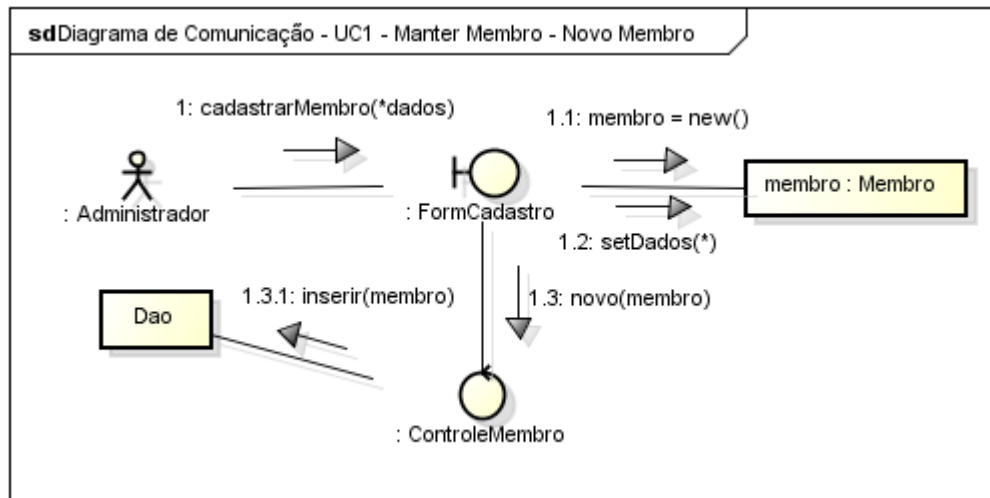 sdDiagrama de Comunicação - UC1 - Manter Membro - Novo Membro
1: cadastrarMembro(*dados)
1.1: membro = new()
membro : Membro
: Administrador
: FormCadastro
1.2: setDados(*)
1.3.1: inserir(membro)
1.3: novo(membro)
Dao
: ControleMembro